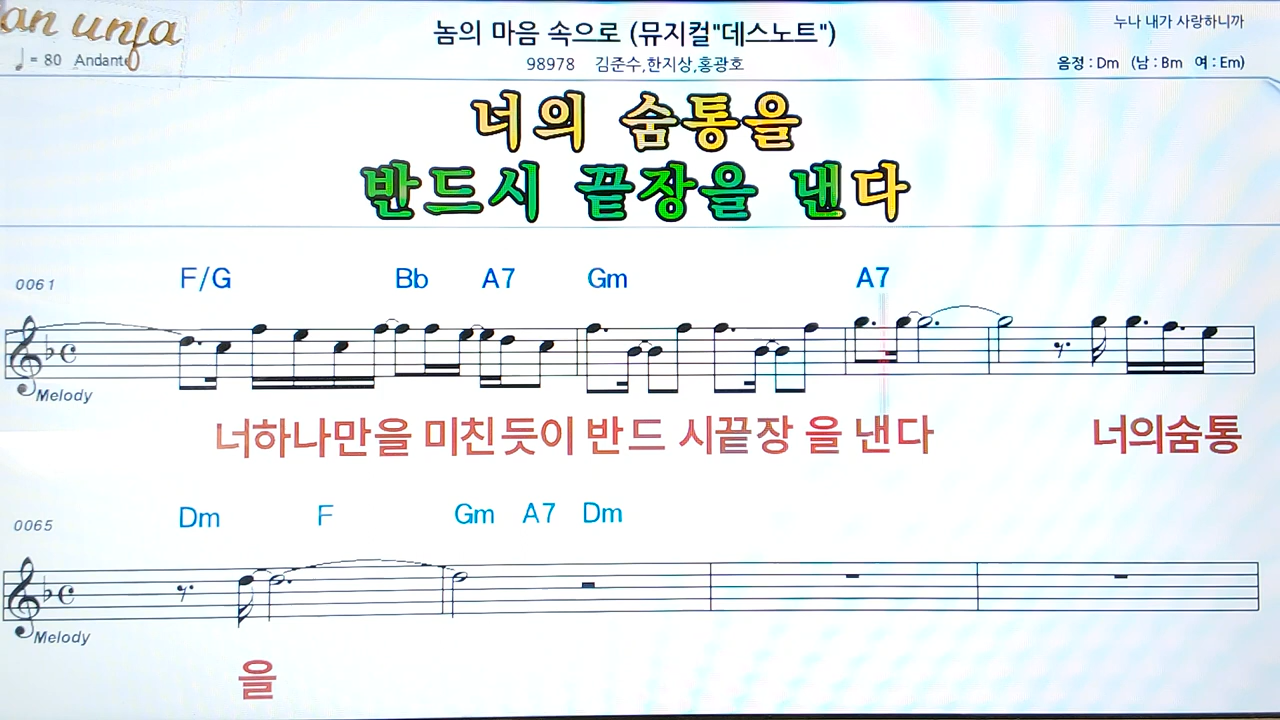 an unja
누나 내가 사랑하니까
놈의 마음 속으로 (뮤지컬"데스노트")
♩= 80 Andante
98978 김준수,한지상,홍광호
음정 : Dm (남 : Bm 여 : Em)
너의 숨통을
반드시 끝장을 낸다
0061 F/G Bb A7 Gm A7
Melody
너하나만을 미친듯이 반드 시끝장 을 낸다 너의숨통
0065 Dm F Gm A7 Dm
Melody
을